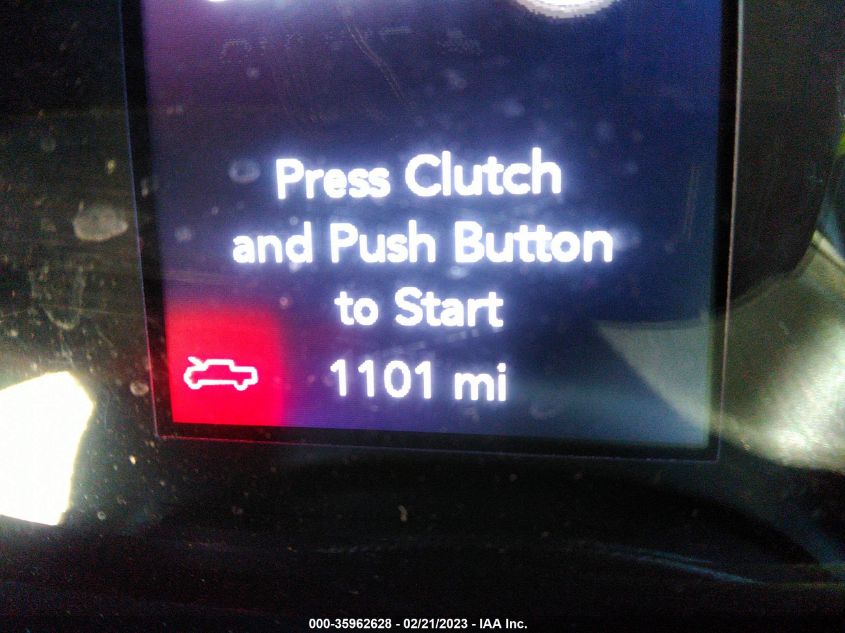 Press Clutch
and Push Button
to Start
1101 mi
000-35962628 - 02/21/2023 - IAA Inc.